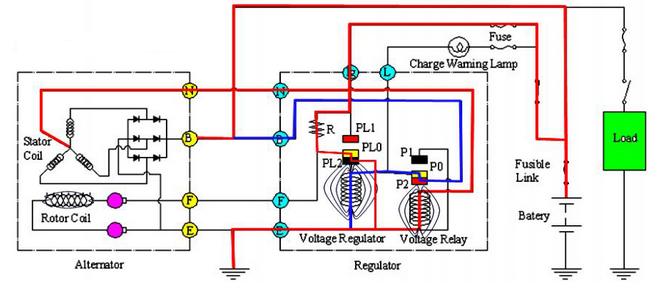 Fuse
Charge Warning Lamp
N
N
L
Stator
Coil
B
B
R
PL1
PL0
PL2
P1
P0
P2
Load
Fusible
Link
Batery
F
F
Rotor Coil
E
E
Voltage Regulator
Voltage Relay
Alternator
Regulator